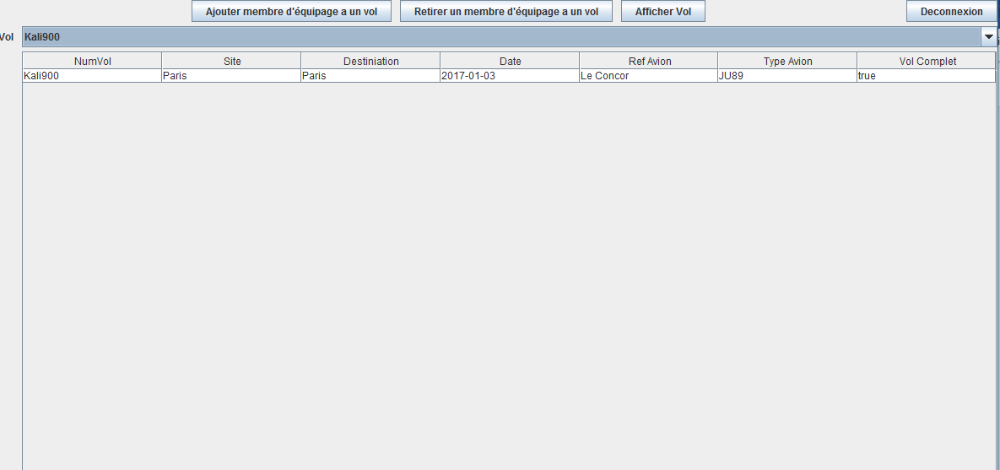 Ajouter membre d'équipage a un vol Retirer un membre d'équipage a un vol Afficher Vol Deconnexion
Vol Kali900
NumVol Site Destiniation Date Ref Avion Type Avion Vol Complet
Kali900 Paris Paris 2017-01-03 Le Concor JU89 true